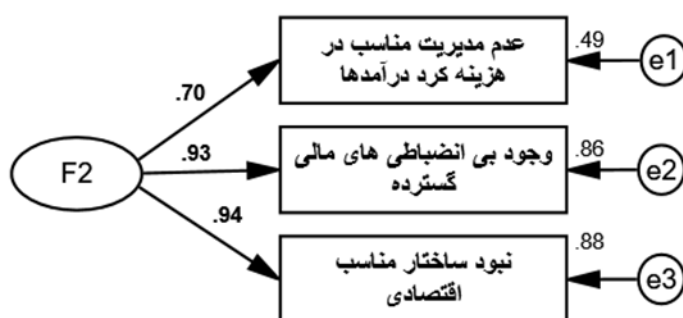 عدم مدیریت مناسب در
هزینه کرد درآمدها
.49
e1
.70
F2
.93
وجود بی انضباطی های مالی
گسترده
.86
e2
.94
نبود ساختار مناسب
اقتصادی
.88
e3